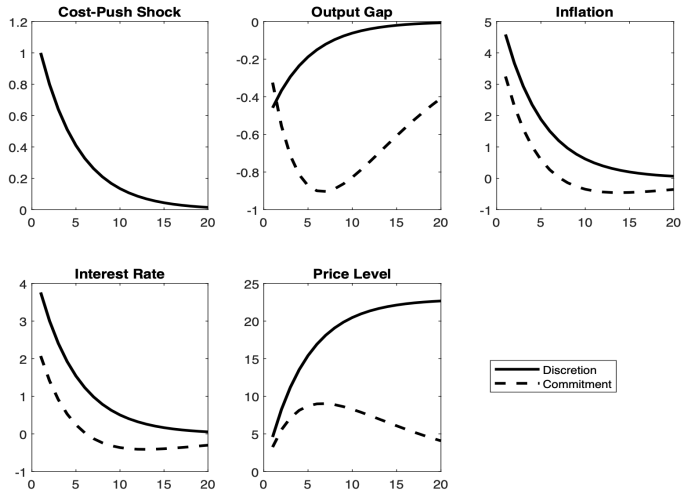 Cost-Push Shock
1.2
1
0.8
0.6
0.4
0.2
0
0 5 10 15 20
Output Gap
0
-0.2
-0.4
-0.6
-0.8
-1
0 5 10 15 20
Inflation
5
4
3
2
1
0
-1
0 5 10 15 20
Interest Rate
4
3
2
1
0
-1
0 5 10 15 20
Price Level
25
20
15
10
5
0
0 5 10 15 20
Discretion
Commitment